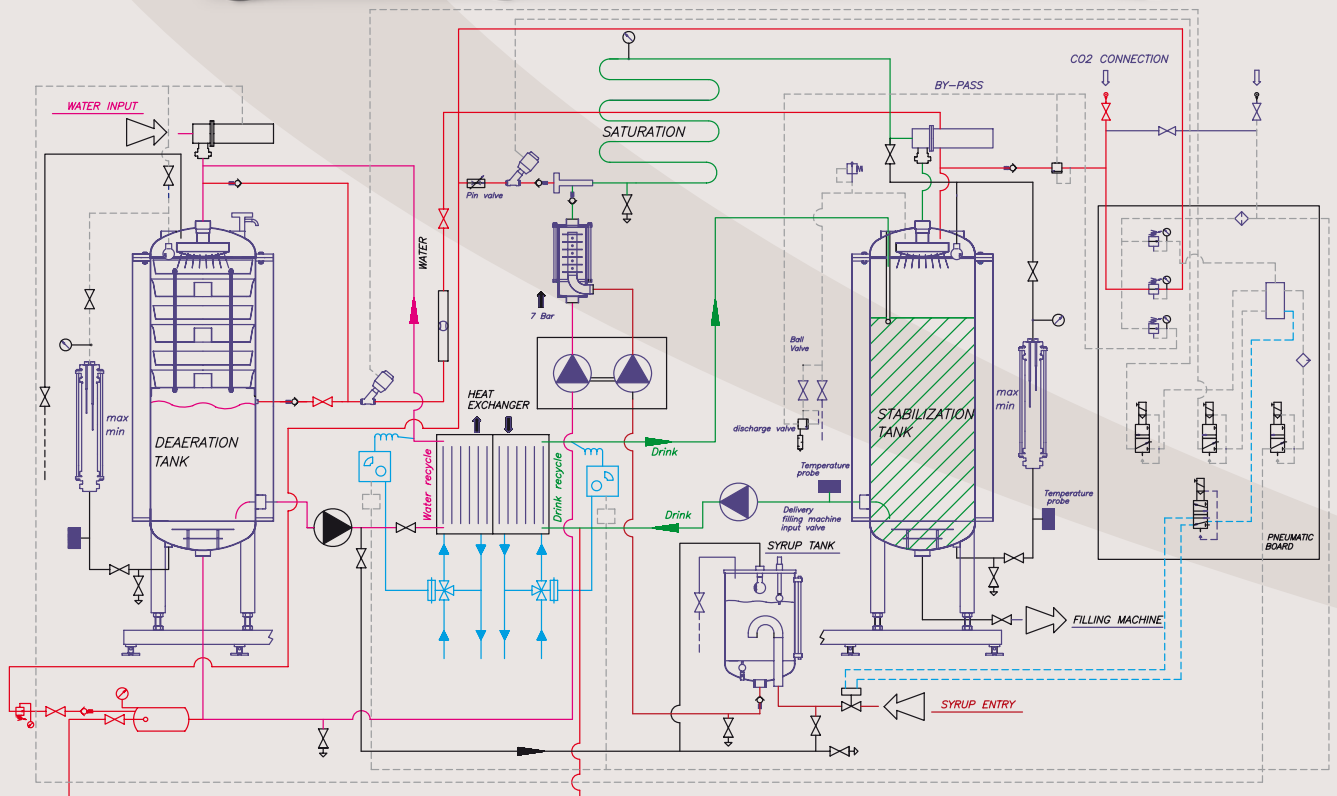 WATER INPUT
CO2 CONNECTION
BY-PASS
SATURATION
Pin valve
WATER
7 Bar
HEAT
EXCHANGER
max
min
DEAERATION
TANK
Water recycle
Drink recycle
Drink
Drink
Ball
Valve
discharge valve
Temperature
probe
Delivery
filling machine
input valve
STABILIZATION
TANK
max
min
Temperature
probe
PNEUMATIC
BOARD
SYRUP TANK
FILLING MACHINE
SYRUP ENTRY